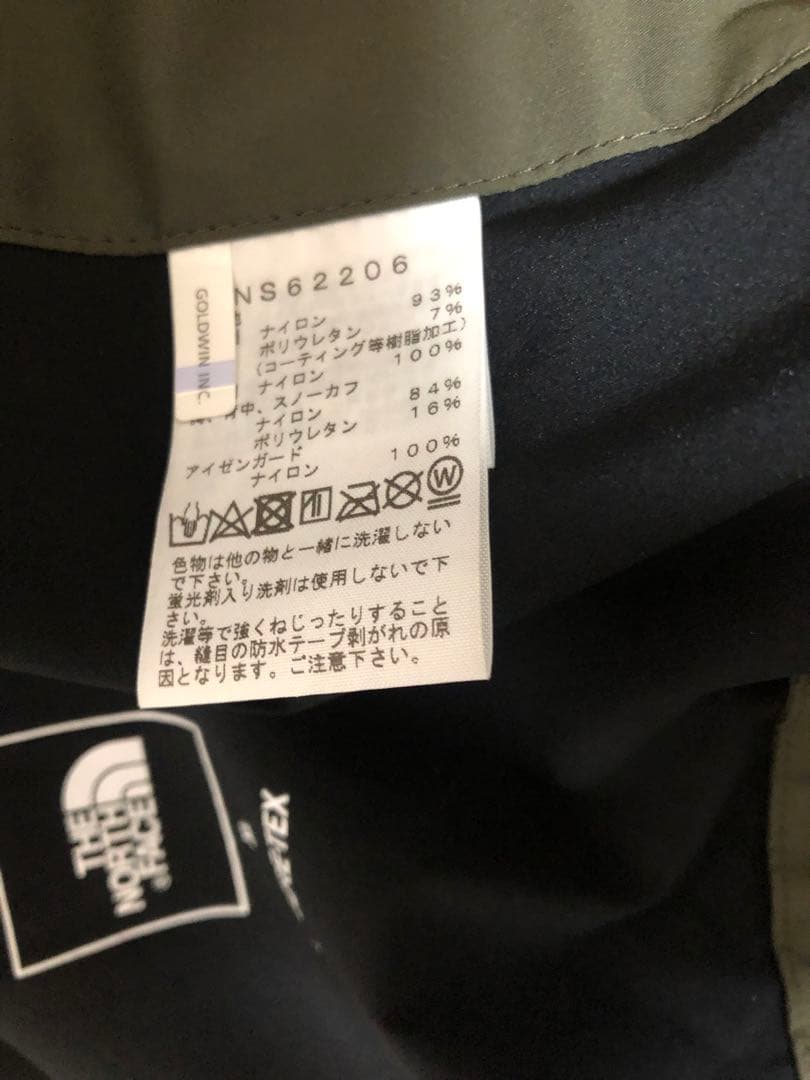 GOLDWIN INC.
NS62206
ナイロン 93%
ポリウレタン 7%
(コーティング等樹脂加工)
ナイロン 100%
中、スノーカフ
ナイロン 84%
ポリウレタン 16%
アイゼンガード
ナイロン 100%
W
色物は他の物と一緒に洗濯しない
で下さい。
蛍光剤入り洗剤は使用しないで下
さい。
洗濯等で強くねじったりすること
は、縫目の防水テープ剥がれの原
因となります。ご注意下さい。
THE
NORTH
FACE